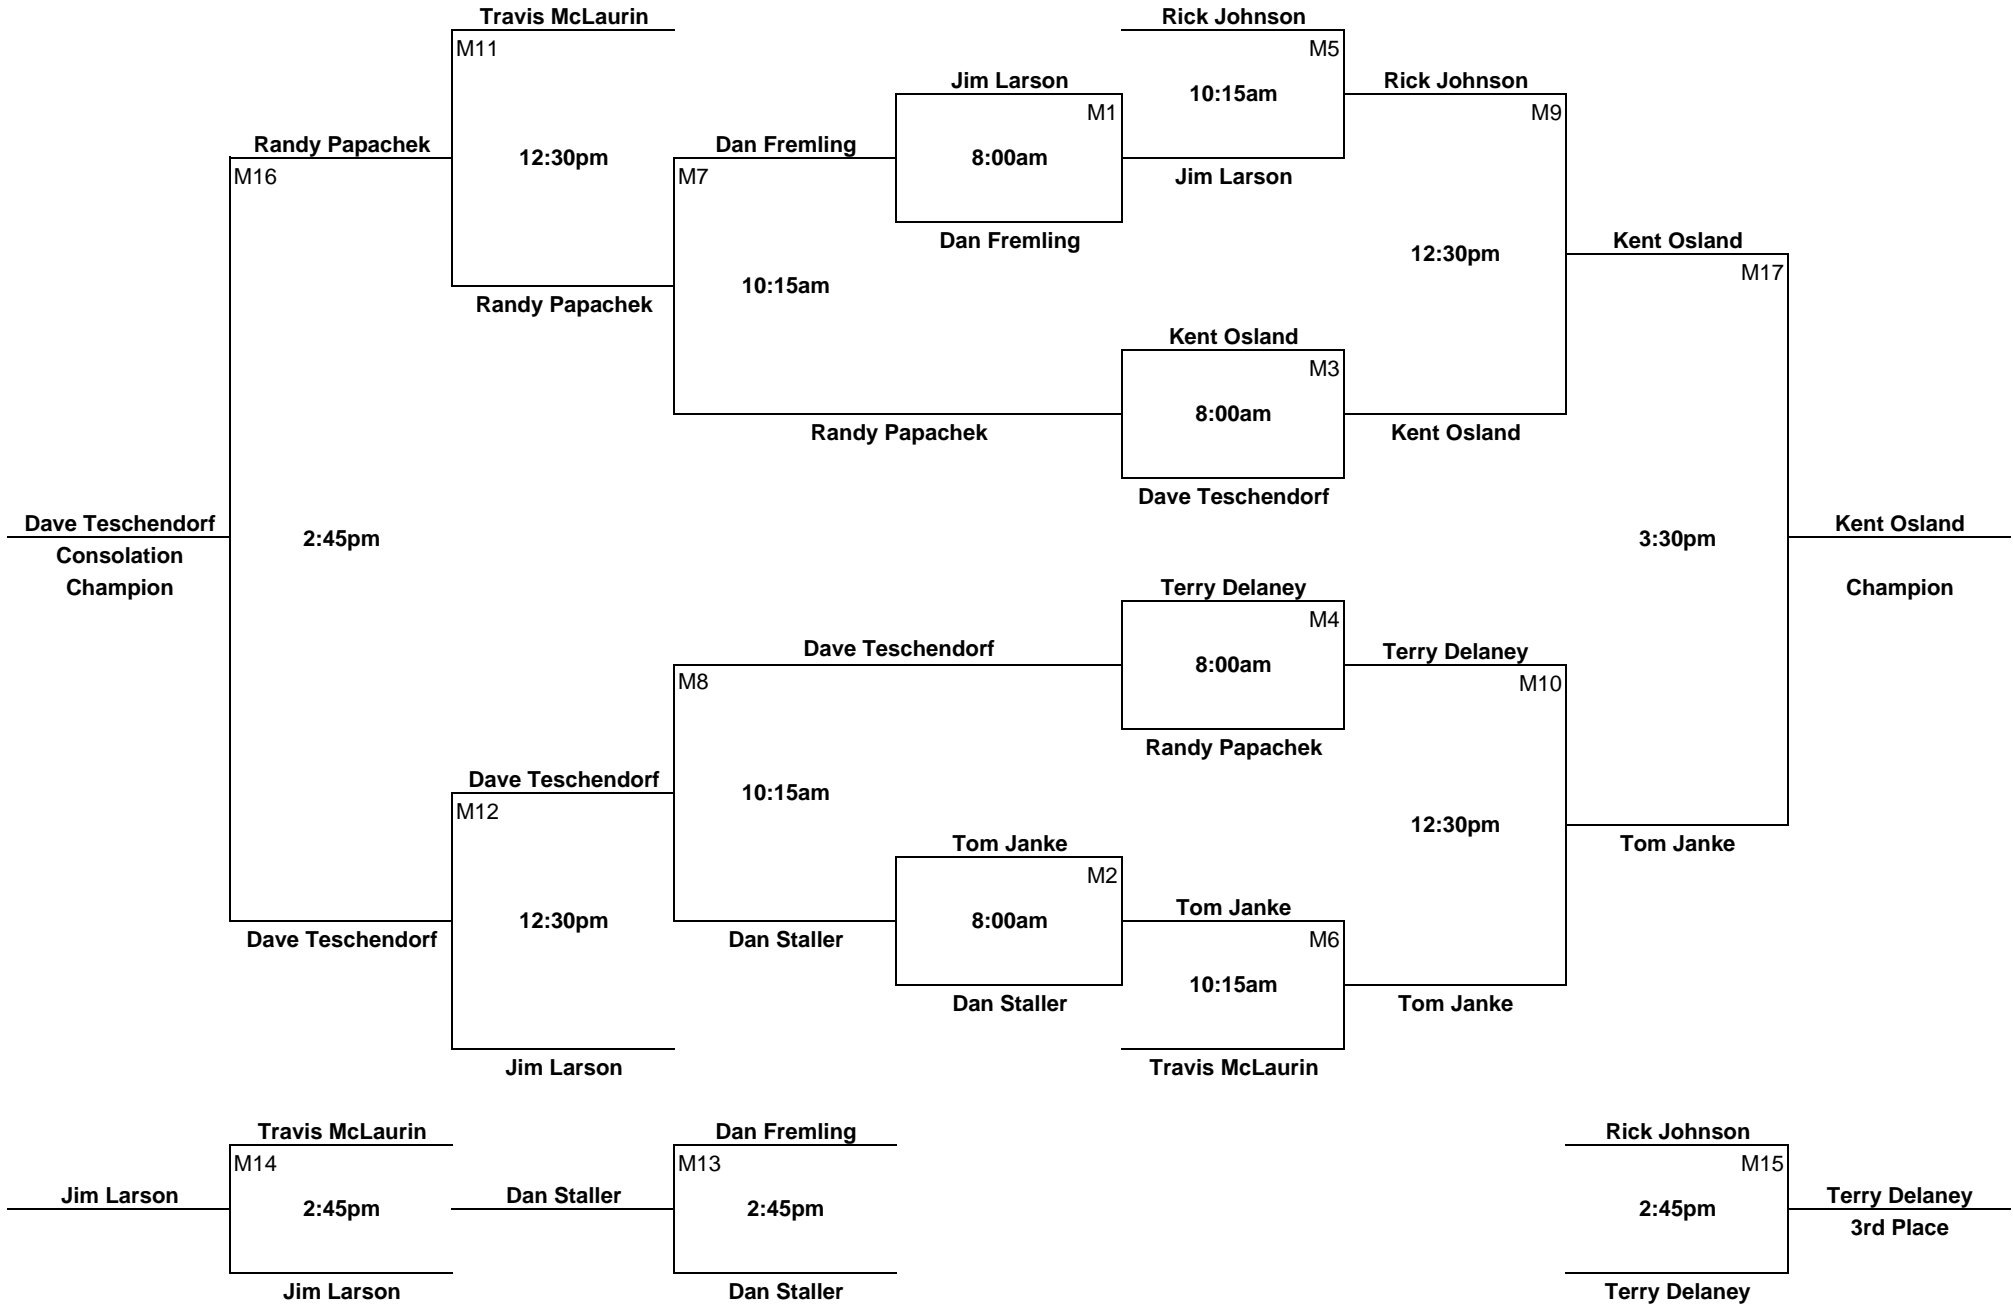 Travis McLaurin Rick Johnson
M11 M5
Jim Larson Rick Johnson
10:15am
M1 M9
Randy Papachek 12:30pm Dan Fremling 8:00am
M16 M7 Jim Larson
Dan Fremling 12:30pm Kent Osland
M17
10:15am
Randy Papachek
Kent Osland
M3
8:00am
Randy Papachek Kent Osland
Dave Teschendorf
Dave Teschendorf 2:45pm 3:30pm Kent Osland
Consolation
Champion Terry Delaney Champion
M4
Dave Teschendorf 8:00am Terry Delaney
M8 M10
Randy Papachek
Dave Teschendorf 10:15am
M12 12:30pm
Tom Janke Tom Janke
M2
12:30pm 8:00am Tom Janke
Dave Teschendorf Dan Staller M6
10:15am
Dan Staller Tom Janke
Jim Larson Travis McLaurin
Travis McLaurin Dan Fremling Rick Johnson
M14 M13 M15
Jim Larson 2:45pm Dan Staller 2:45pm 2:45pm Terry Delaney
3rd Place
Jim Larson Dan Staller Terry Delaney